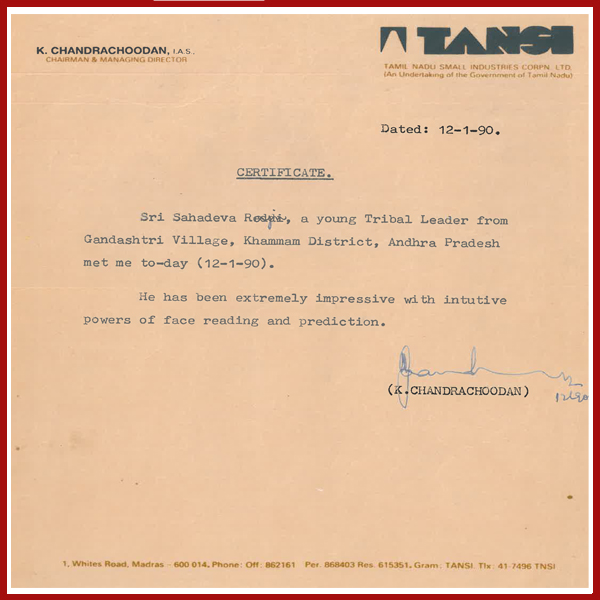 K. CHANDRACHOODAN, I.A.S.,
CHAIRMAN & MANAGING DIRECTOR
TANSI
TAMIL NADU SMALL INDUSTRIES CORPN. LTD.
(An Undertaking of the Government of Tamil Nadu)
Dated: 12-1-90.
CERTIFICATE.
Sri Sahadeva, a young Tribal Leader from
Gandashtri Village, Khammam District, Andhra Pradesh
met me to-day (12-1-90).
He has been extremely impressive with intutive
powers of face reading and prediction.
(K.CHANDRACHOODAN)
1, Whites Road, Madras - 600 014. Phone: Off: 862161 Per. 868403 Res. 615351. Gram: TANSI. Tlx: 41-7496 TNSI